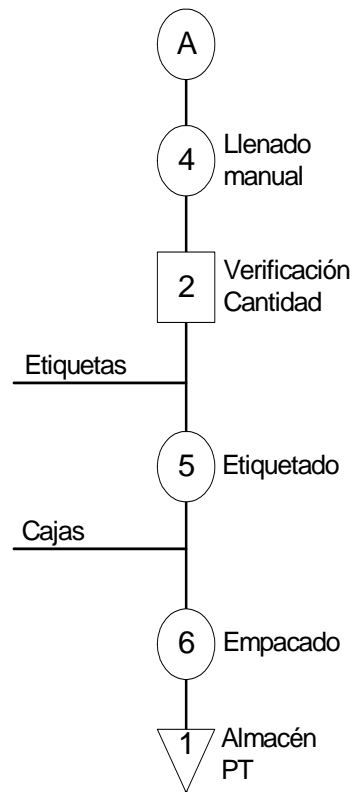 A
4
Llenado
manual
2
Verificación
Cantidad
Etiquetas
5
Etiquetado
Cajas
6
Empacado
1
Almacén
PT